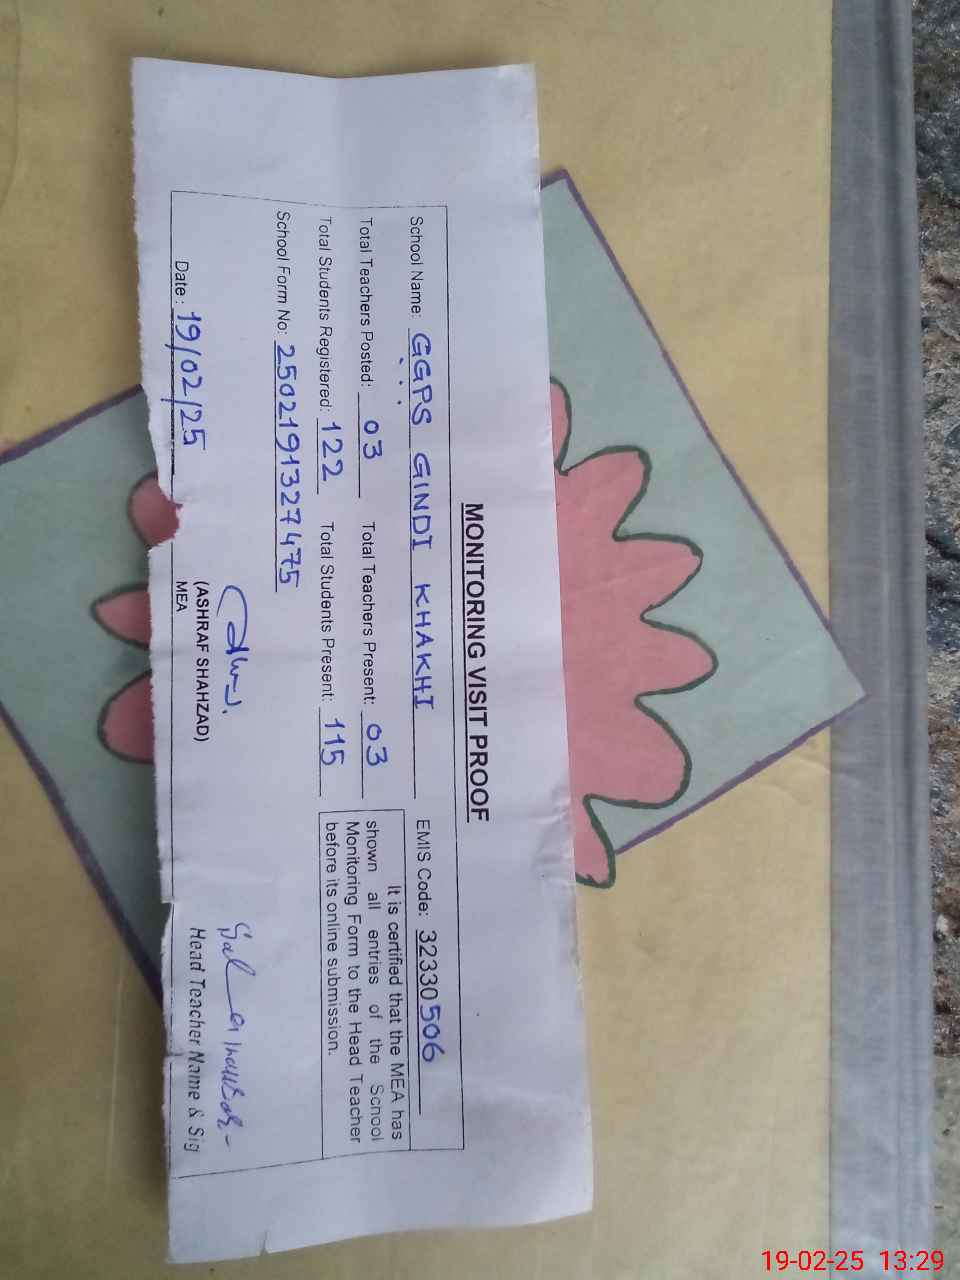 MONITORING VISIT PROOF
School Name: GGPS GINDI KHAKHI EMIS Code: 32330506
Total Teachers Posted: 03 Total Teachers Present: 03
Total Students Registered: 122 Total Students Present: 115
It is certified that the MEA has
shown all entries of the School
Monitoring Form to the Head Teacher
before its online submission.
School Form No: 2502191327475
Date: 19/02/25
(ASHRAF SHAHZAD)
MEA
Head Teacher Name & Sig
19-02-25 13:29